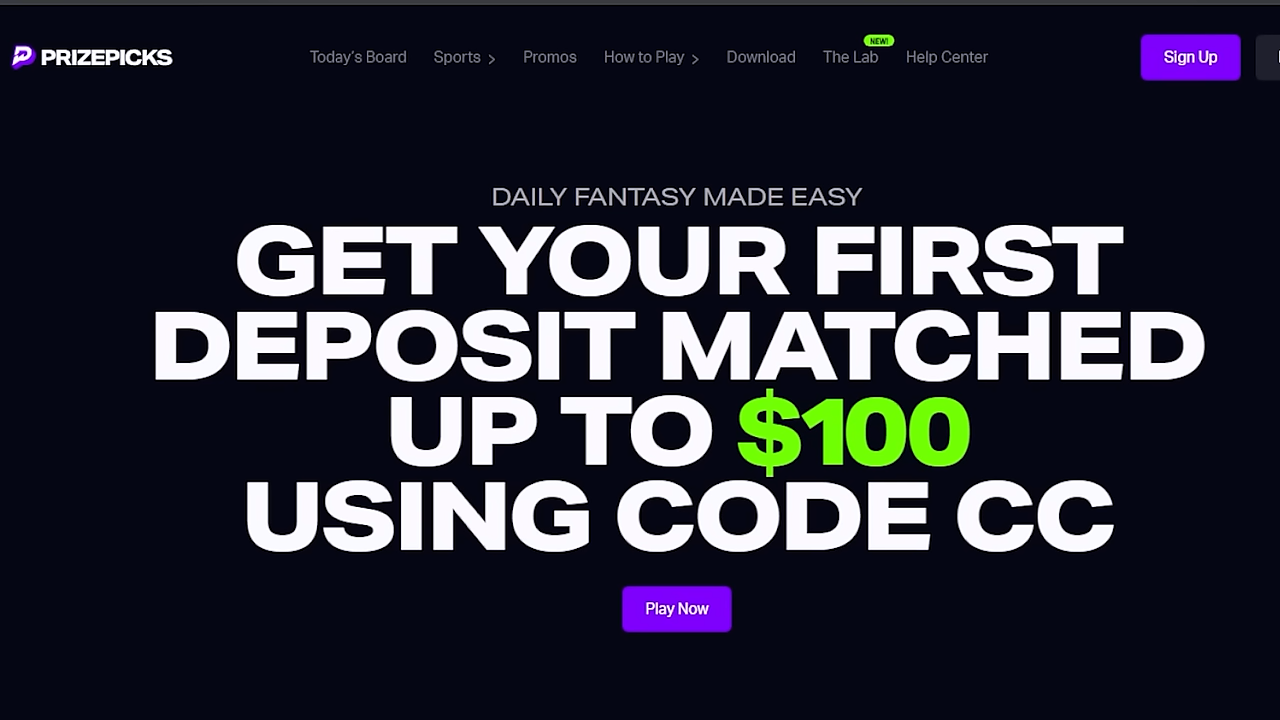 PRIZEPICKS
Today's Board Sports How to Play Promos Download The Lab NEW! Help Center Sign Up
DAILY FANTASY MADE EASY
GET YOUR FIRST
DEPOSIT MATCHED
UP TO $100
USING CODE CC
Play Now